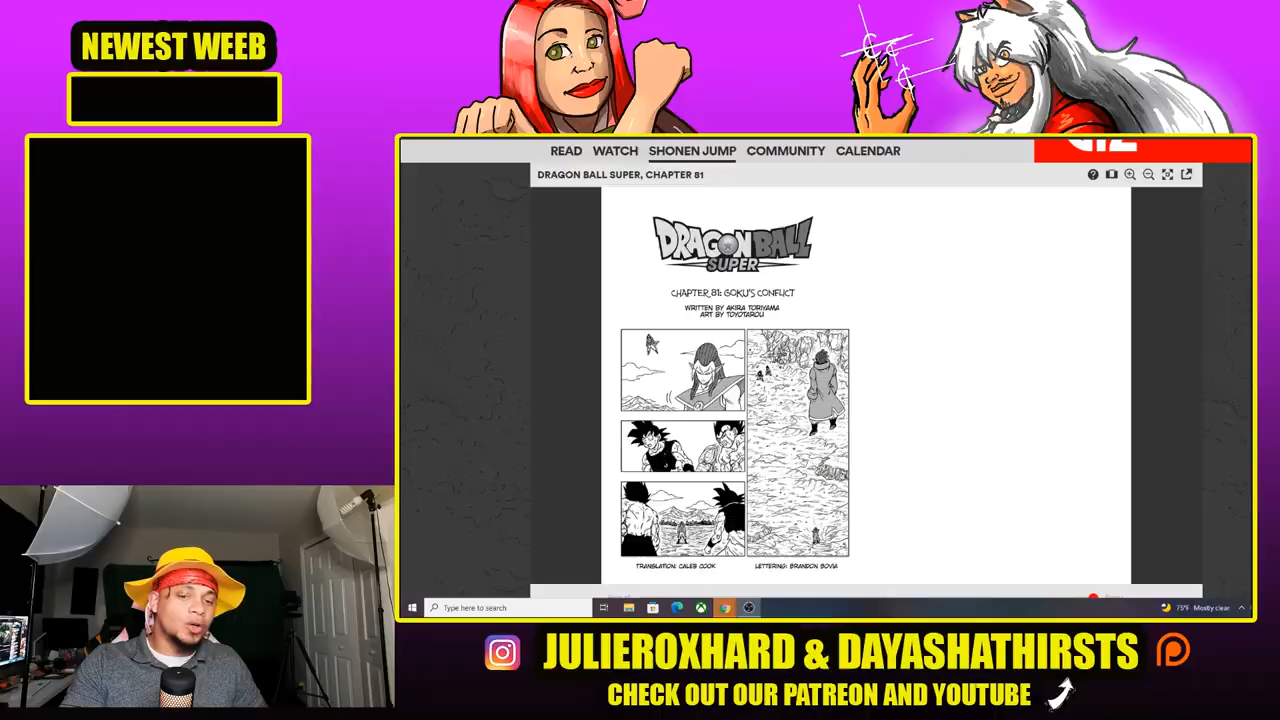 NEWEST WEEB
READ WATCH SHONEN JUMP COMMUNITY CALENDAR
DRAGON BALL SUPER, CHAPTER 81
DRAGON BALL
SUPER
CHAPTER 81: GOKU'S CONFLICT
WRITTEN BY AKIRA TORIYAMA
ART BY TOYOTAROU
TRANSLATION: CALEB COOK LETTERING: BRANDON BOVIA
Type here to search
75°F Mostly clear
JULIEROXHARD & DAYASHATHIRSTS
CHECK OUT OUR PATREON AND YOUTUBE